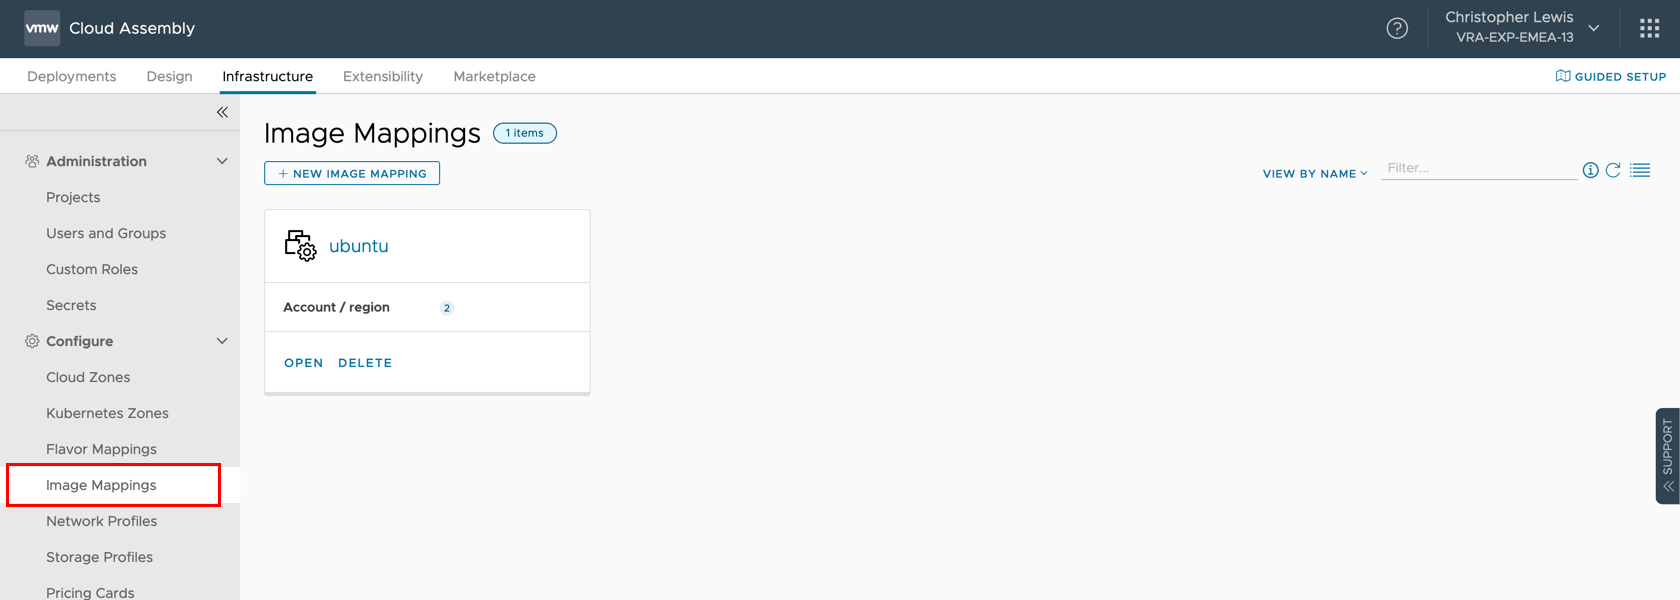 vmw Cloud Assembly
Christopher Lewis
VRA-EXP-EMEA-13
Deployments Design Infrastructure Extensibility Marketplace
GUIDED SETUP
Administration
Projects
Users and Groups
Custom Roles
Secrets
Configure
Cloud Zones
Kubernetes Zones
Flavor Mappings
Image Mappings
Network Profiles
Storage Profiles
Pricing Cards
Image Mappings 1 items
+ NEW IMAGE MAPPING
VIEW BY NAME Filter...
ubuntu
Account / region 2
OPEN DELETE
SUPPORT